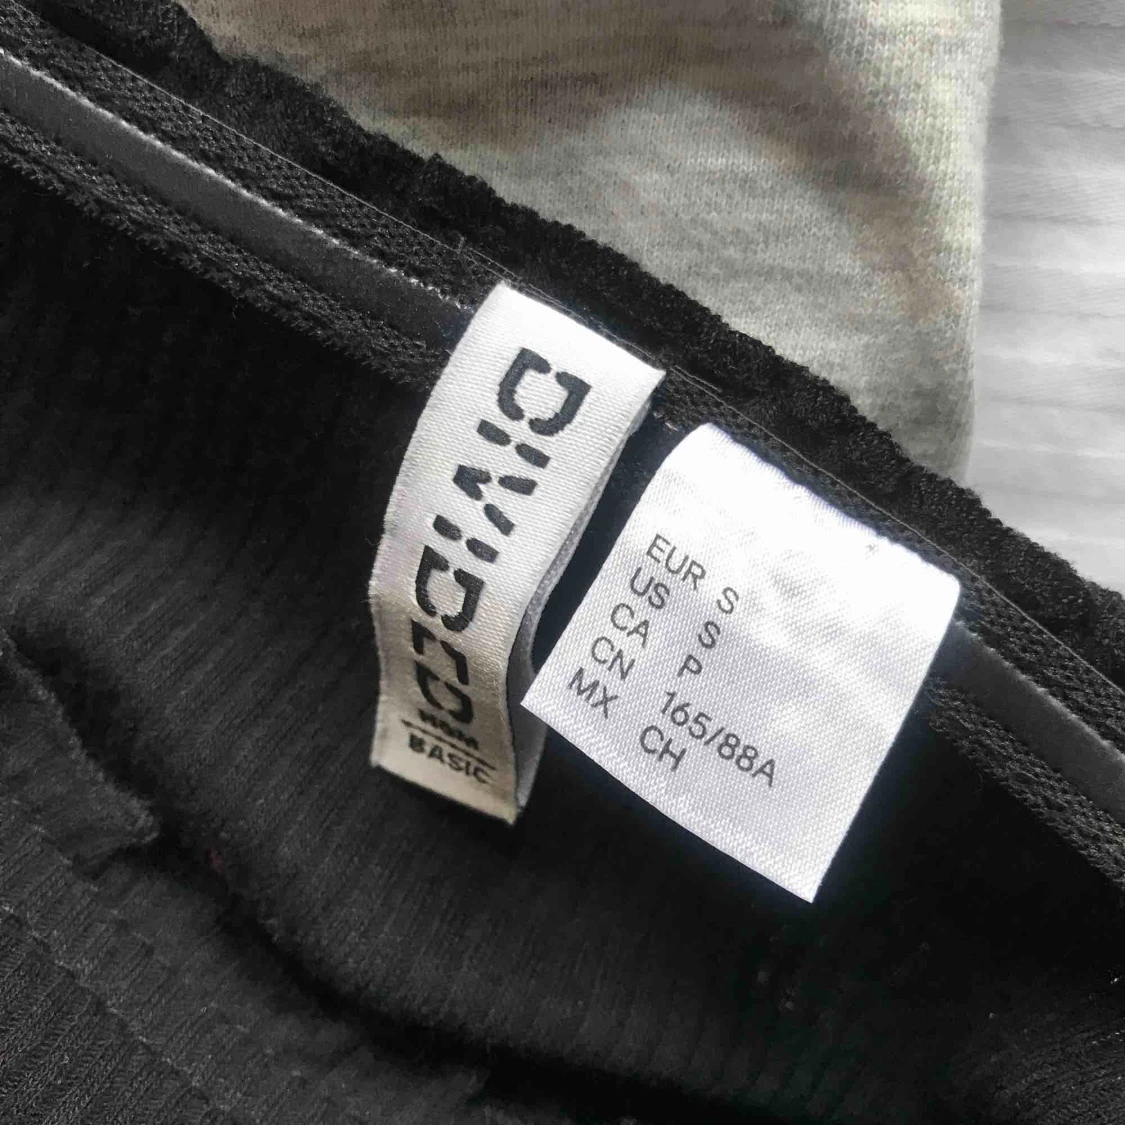 DIVIDED
H&M
BASIC
EUR S
US S
CA P
CN 165/88A
MX CH